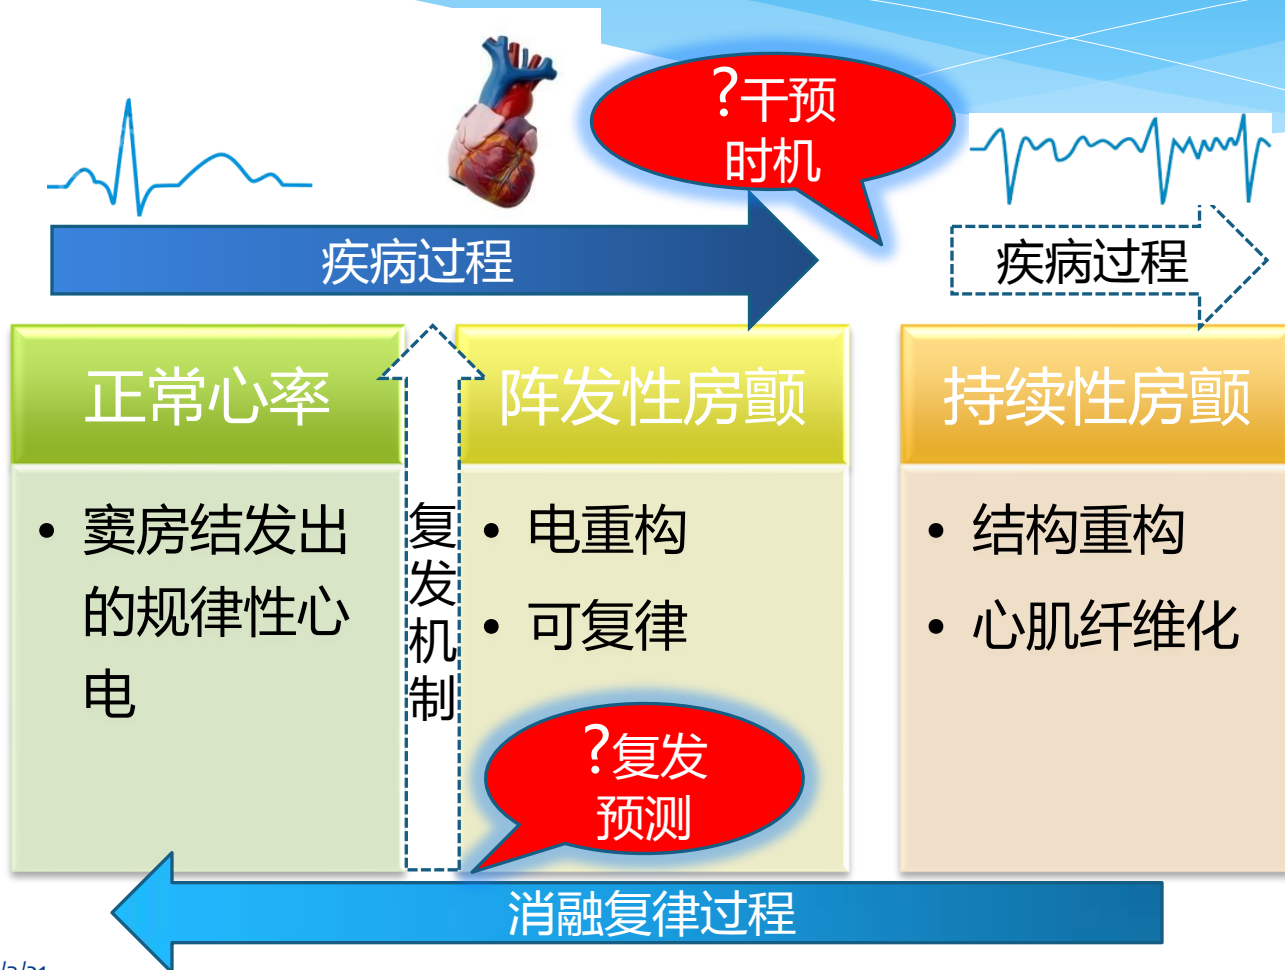 ?干预
时机
疾病过程
疾病过程
正常心率
阵发性房颤
持续性房颤
• 窦房结发出
的规律性心
电
复
发
机
制
• 电重构
• 可复律
• 结构重构
• 心肌纤维化
?复发
预测
消融复律过程